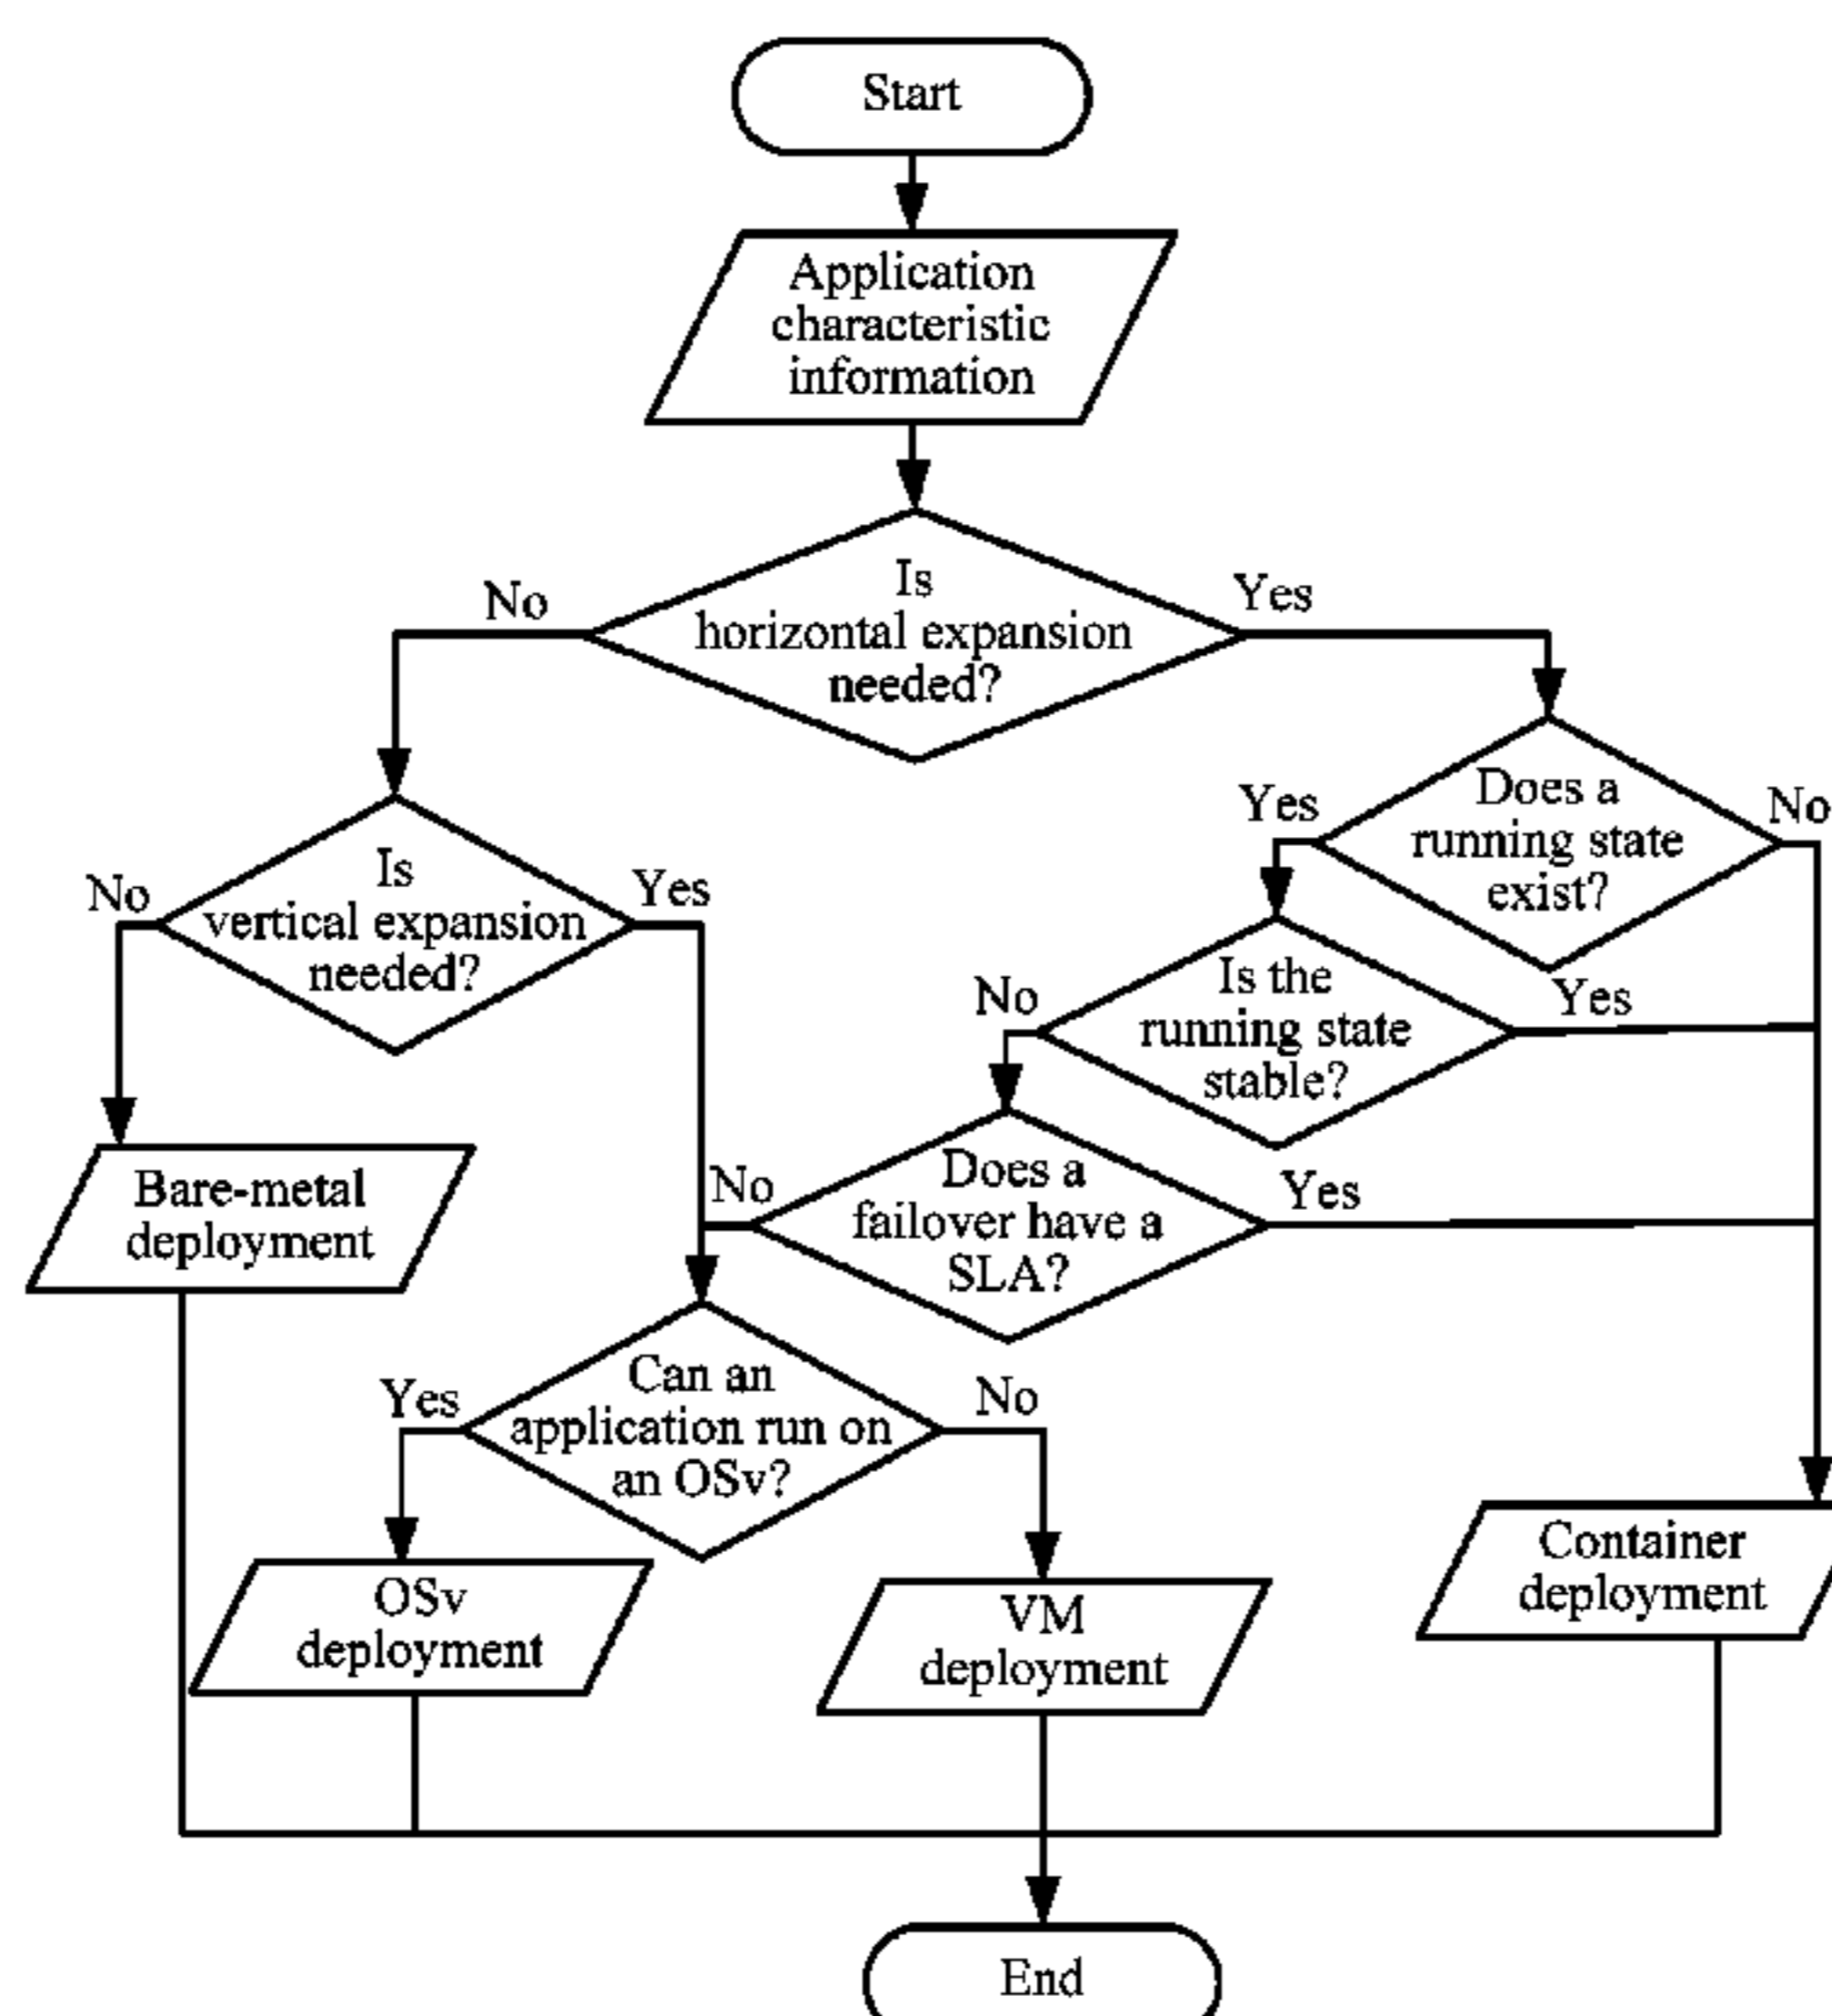 Start
Application
characteristic
information
Is
horizontal expansion
needed?
No
Yes
Does a
running state
exist?
Yes
No
Is
vertical expansion
needed?
No
Yes
Is the
running state
stable?
No
Yes
Bare-metal
deployment
Does a
failover have a
SLA?
No
Yes
Can an
application run on
an OSv?
Yes
No
OSv
deployment
VM
deployment
Container
deployment
End